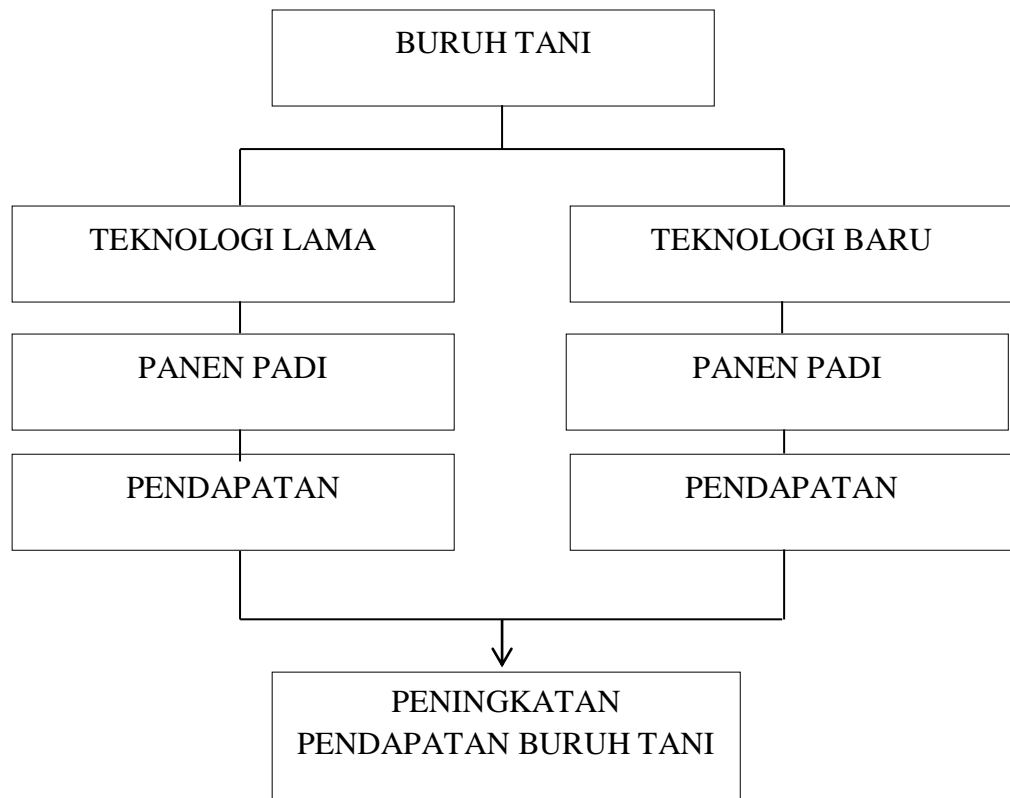 BURUH TANI
TEKNOLOGI LAMA
TEKNOLOGI BARU
PANEN PADI
PANEN PADI
PENDAPATAN
PENDAPATAN
PENINGKATAN
PENDAPATAN BURUH TANI